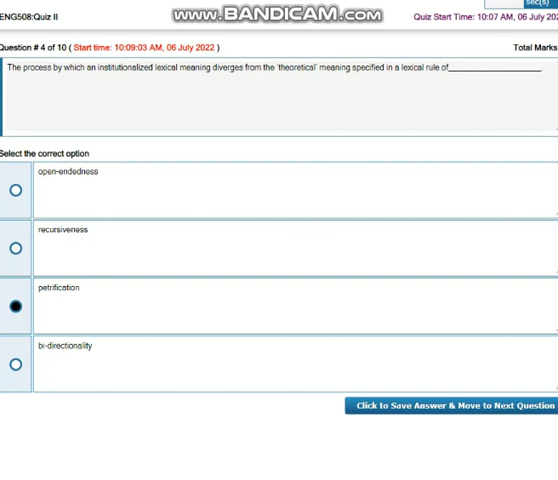 sec(s)
ENG508:Quiz II
www.BANDICAM.COM
Quiz Start Time: 10:07 AM, 06 July 202
Question # 4 of 10 ( Start time: 10:09:03 AM, 06 July 2022 )
Total Marks
The process by which an institutionalized lexical meaning diverges from the 'theoretical' meaning specified in a lexical rule of____________________.
Select the correct option
open-endedness
recursiveness
petrification
bi-directionality
Click to Save Answer & Move to Next Question